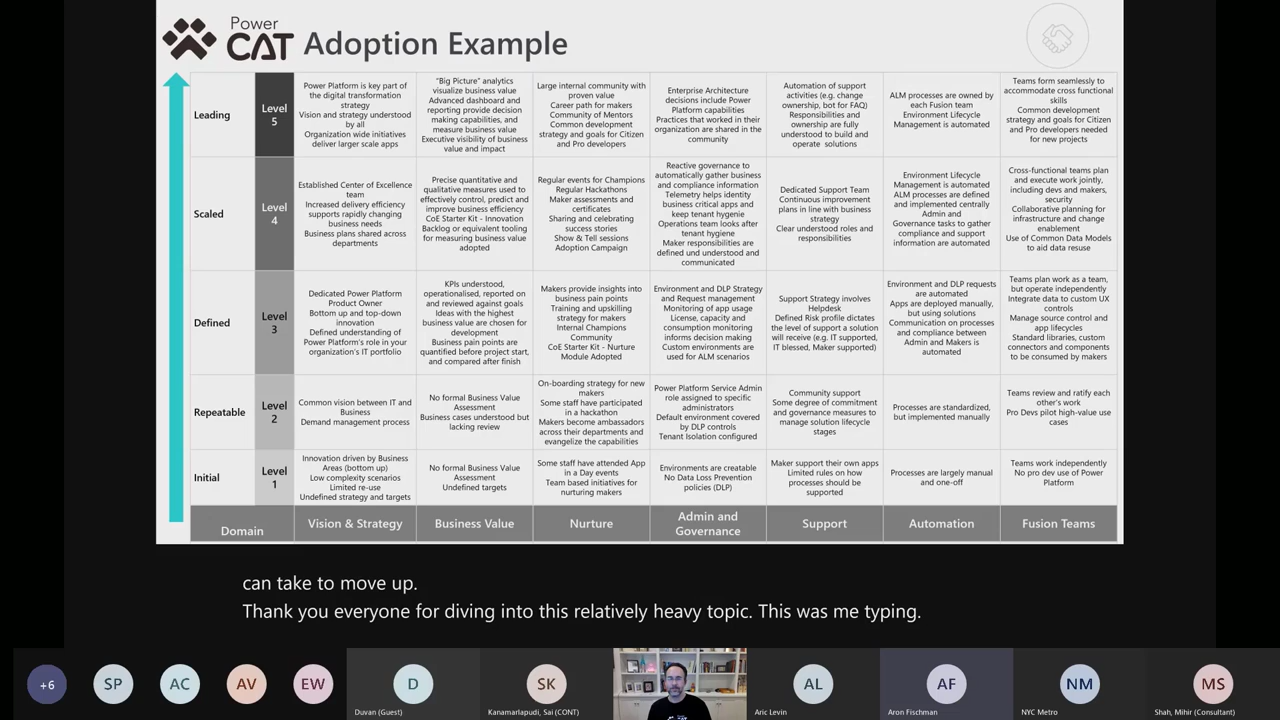 Power
CAT Adoption Example
Leading
Level
5
Power Platform is key part of
the digital transformation
strategy
Vision and strategy understood
by all
Organization wide initiatives
deliver larger scale apps
"Big Picture" analytics
visualize business value
Advanced dashboard and
reporting provide decision
making capabilities, and
measure business value
Executive visibility of business
value and impact
Large internal community with
proven value
Career path for makers
Community of Mentors
Common development
strategy and goals for Citizen
and Pro developers
Enterprise Architecture
decisions include Power
Platform capabilities
Practices that worked in their
organization are shared in the
community
Automation of support
activities (e.g. change
ownership, bot for FAQ)
Responsibilities and
ownership are fully
understood to build and
operate solutions
ALM processes are owned by
each Fusion team
Environment Lifecycle
Management is automated
Teams form seamlessly to
accommodate cross functional
skills
Common development
strategy and goals for Citizen
and Pro developers needed
for new projects
Scaled
Level
4
Established Center of Excellence
team
Increased delivery efficiency
supports rapidly changing
business needs
Business plans shared across
departments
Precise quantitative and
qualitative measures used to
effectively control, predict and
improve business efficiency
CoE Starter Kit - Innovation
Backlog or equivalent tooling
for measuring business value
adopted
Regular events for Champions
Regular Hackathons
Maker assessments and
certificates
Sharing and celebrating
success stories
Show & Tell sessions
Adoption Campaign
Reactive governance to
automatically gather business
and compliance information
Telemetry helps identity
business critical apps and
keep tenant hygenie
Operations team looks after
tenant hygiene
Maker responsibilities are
defined und understood and
communicated
Dedicated Support Team
Continuous improvement
plans in line with business
strategy
Clear understood roles and
responsibilities
Environment Lifecycle
Management is automated
ALM processes are defined
and implemented centrally
Admin and
Governance tasks to gather
compliance and support
information are automated
Cross-functional teams plan
and execute work jointly,
including devs and makers,
security
Collaborative planning for
infrastructure and change
enablement
Use of Common Data Models
to aid data resuse
Defined
Level
3
Dedicated Power Platform
Product Owner
Bottom up and top-down
innovation
Defined understanding of
Power Platform's role in your
organization's IT portfolio
KPIs understood,
operationalised, reported on
and reviewed against goals
Ideas with the highest
business value are chosen for
development
Business pain points are
quantified before project start,
and compared after finish
Makers provide insights into
business pain points
Training and upskilling
strategy for makers
Internal Champions
Community
CoE Starter Kit - Nurture
Module Adopted
Environment and DLP Strategy
and Request management
Monitoring of app usage
License, capacity and
consumption monitoring
informs decision making
Custom environments are
used for ALM scenarios
Support Strategy involves
Helpdesk
Defined Risk profile dictates
the level of support a solution
will receive (e.g. IT supported,
IT blessed, Maker supported)
Environment and DLP requests
are automated
Apps are deployed manually,
but using solutions
Communication on processes
and compliance between
Admin and Makers is
automated
Teams plan work as a team,
but operate independently
Integrate data to custom UX
controls
Manage source control and
app lifecycles
Standard libraries, custom
connectors and components
to be consumed by makers
Repeatable
Level
2
Common vision between IT and
Business
Demand management process
No formal Business Value
Assessment
Business cases understood but
lacking review
On-boarding strategy for new
makers
Some staff have participated
in a hackathon
Makers become ambassadors
across their departments and
evangelize the capabilities
Power Platform Service Admin
role assigned to specific
administrators
Default environment covered
by DLP controls
Tenant Isolation configured
Community support
Some degree of commitment
and governance measures to
manage solution lifecycle
stages
Processes are standardized,
but implemented manually
Teams review and ratify each
other's work
Pro Devs pilot high-value use
cases
Initial
Level
1
Innovation driven by Business
Areas (bottom up)
Low complexity scenarios
Limited re-use
Undefined strategy and targets
No formal Business Value
Assessment
Undefined targets
Some staff have attended App
in a Day events
Team based initiatives for
nurturing makers
Environments are creatable
No Data Loss Prevention
policies (DLP)
Maker support their own apps
Limited rules on how
processes should be
supported
Processes are largely manual
and one-off
Teams work independently
No pro dev use of Power
Platform
Domain
Vision & Strategy
Business Value
Nurture
Admin and
Governance
Support
Automation
Fusion Teams
can take to move up.
Thank you everyone for diving into this relatively heavy topic. This was me typing.
+6
SP
AC
AV
EW
D
SK
AL
AF
NM
MS
Duvan (Guest)
Kanamarlapudi, Sai (CONT)
Aric Levin
Aron Fischman
NYC Metro
Shah, Mihir (Consultant)